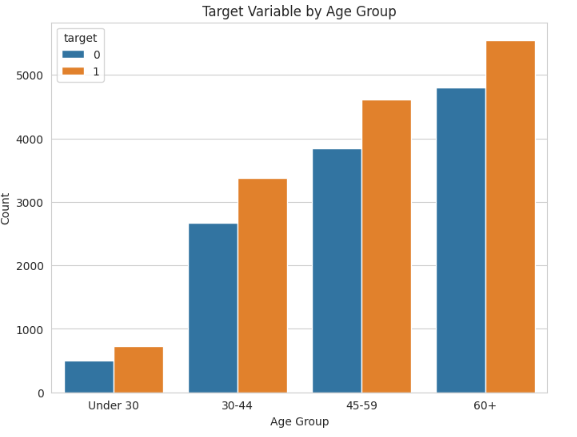 Target Variable by Age Group
target
0
1
5000
4000
3000
2000
1000
0
Count
Under 30 30-44 45-59 60+
Age Group